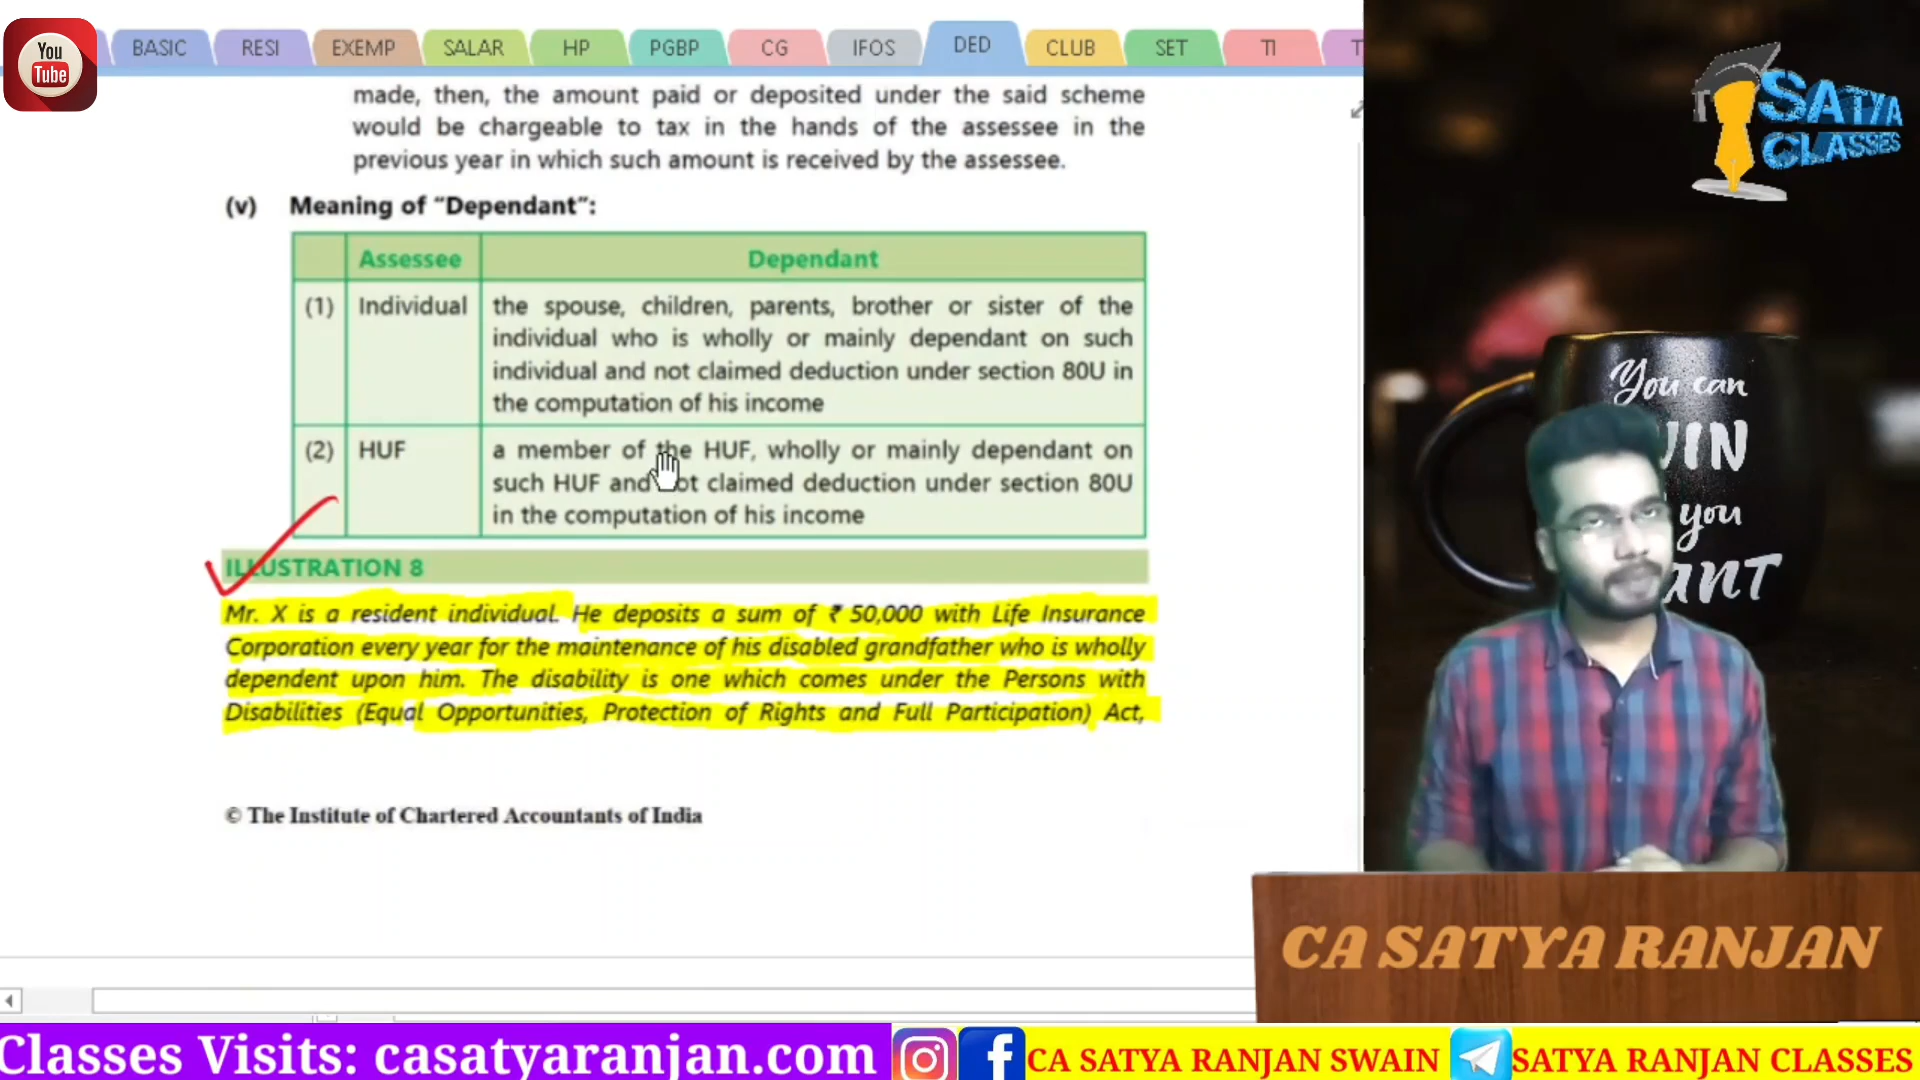 You
Tube
BASIC RESI EXEMP SALAR HP PGBP CG IFOS DED CLUB SET TI T
made, then, the amount paid or deposited under the said scheme
would be chargeable to tax in the hands of the assessee in the
previous year in which such amount is received by the assessee.
(v) Meaning of “Dependant”:
Assessee Dependant
(1) Individual the spouse, children, parents, brother or sister of the
individual who is wholly or mainly dependant on such
individual and not claimed deduction under section 80U in
the computation of his income
(2) HUF a member of the HUF, wholly or mainly dependant on
such HUF and not claimed deduction under section 80U
in the computation of his income
ILLUSTRATION 8
Mr. X is a resident individual. He deposits a sum of ₹ 50,000 with Life Insurance
Corporation every year for the maintenance of his disabled grandfather who is wholly
dependent upon him. The disability is one which comes under the Persons with
Disabilities (Equal Opportunities, Protection of Rights and Full Participation) Act,
© The Institute of Chartered Accountants of India
SATYA
CLASSES
You can
WIN
you
WANT
CA SATYA RANJAN
Classes Visits: casatyaranjan.com CA SATYA RANJAN SWAIN SATYA RANJAN CLASSES